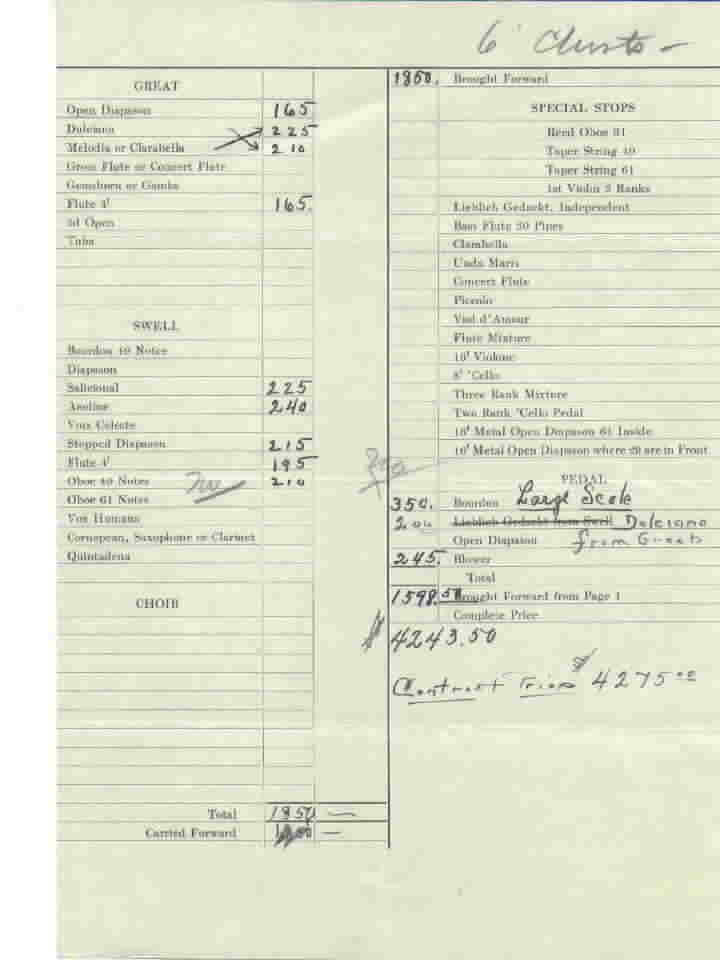 6' Chests -
GREAT
Open Diapason 165
Dulciana 225
Melodia or Clarabella 210
Gross Flute or Concert Flute
Gemshorn or Gamba
Flute 4' 165.
2d Open
Tuba
SWELL
Bourdon 49 Notes
Diapason
Salicional 225
Aeoline 240
Voix Celeste
Stopped Diapason 215
Flute 4' 195
Oboe 49 Notes 210
Oboe 61 Notes
Vox Humana
Cornopean, Saxophone or Clarinet
Quintadena
CHOIR
Total 1850 —
Carried Forward 1850 —
1850. Brought Forward
SPECIAL STOPS
Reed Oboe 61
Taper String 49
Taper String 61
1st Violin 3 Ranks
Lieblich Gedackt, Independent
Bass Flute 30 Pipes
Clarabella
Unda Maris
Concert Flute
Piccolo
Viol d'Amour
Flute Mixture
16' Violone
8' 'Cello
Three Rank Mixture
Two Rank 'Cello Pedal
16' Metal Open Diapason 61 Inside
16' Metal Open Diapason where 29 are in Front
PEDAL
350. Bourdon Large Scale
200 Lieblich Gedackt from Swell Dulciana
Open Diapason from Great
245. Blower
Total
1598.50 Brought Forward from Page 1
Complete Price
$4243.50
Contract Price $4275.00